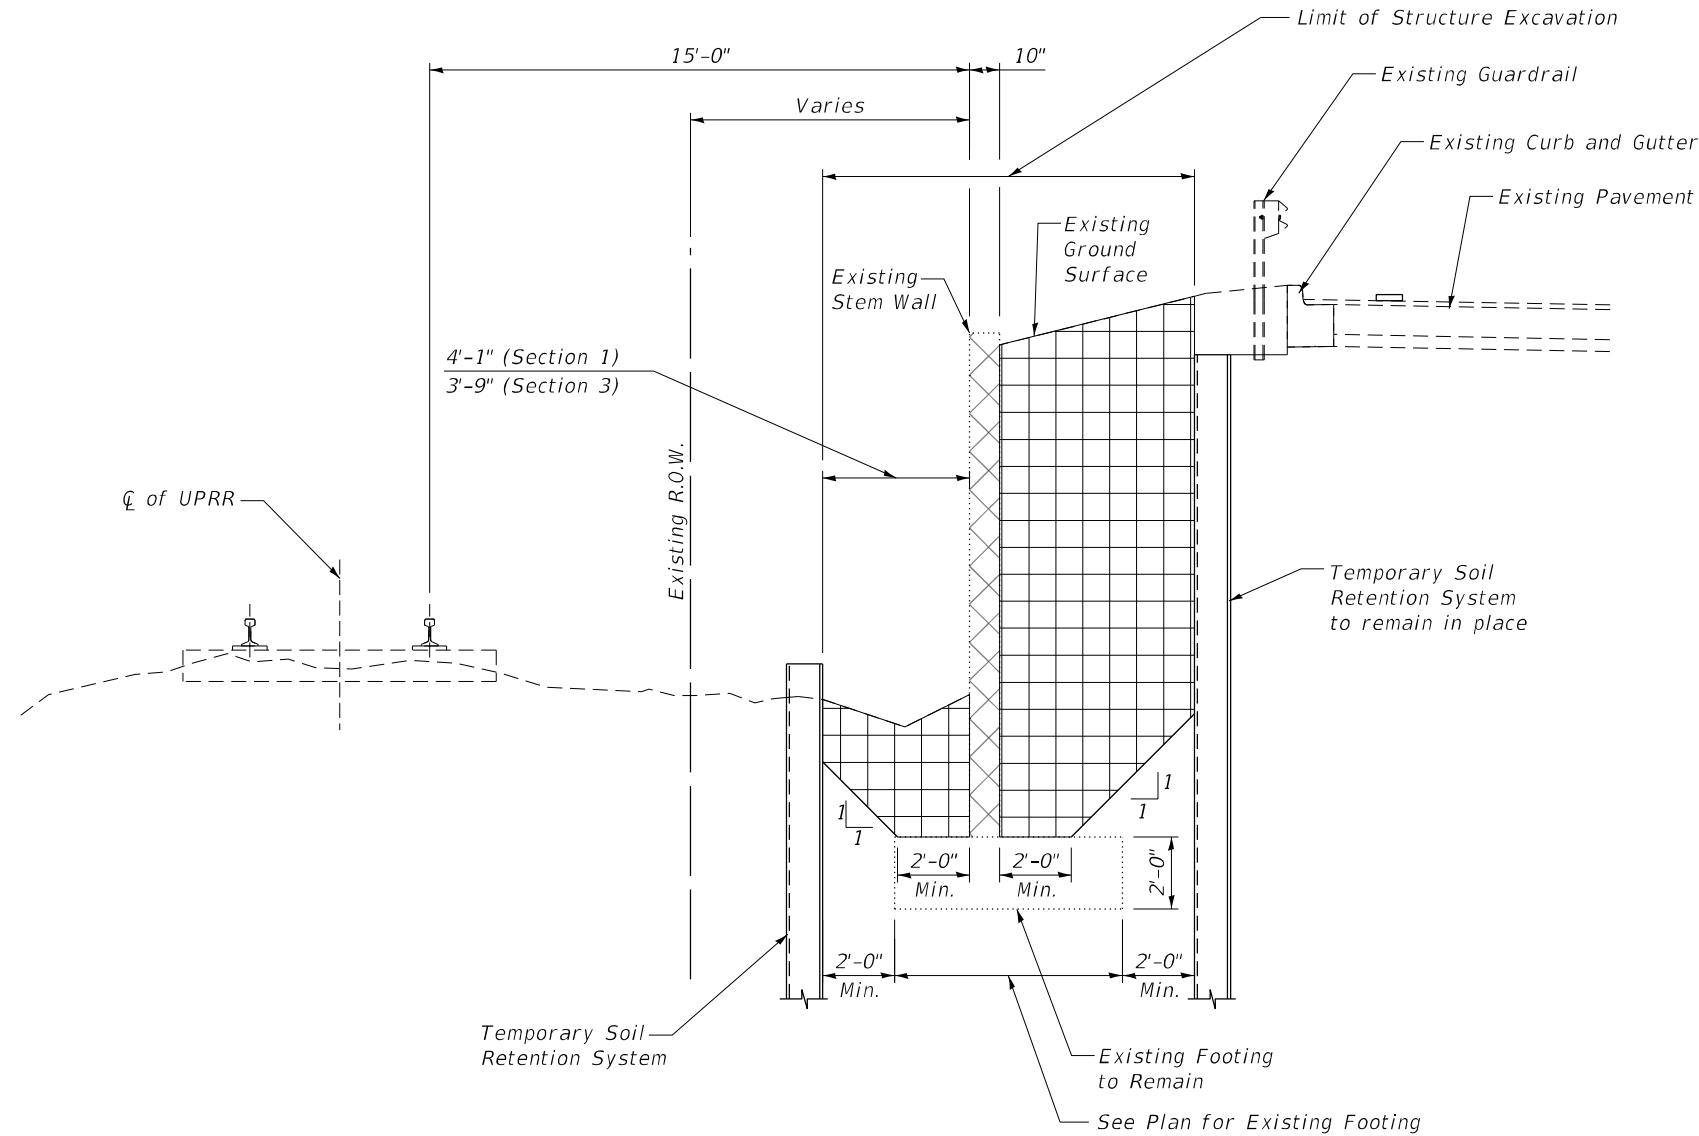 Limit of Structure Excavation
15'-0"
10"
Existing Guardrail
Varies
Existing Curb and Gutter
Existing Pavement
Existing
Ground
Surface
Existing
Stem Wall
4'-1" (Section 1)
3'-9" (Section 3)
Existing R.O.W.
℄ of UPRR
Temporary Soil
Retention System
to remain in place
1
1
1
1
2'-0"
Min.
2'-0"
Min.
2'-0"
2'-0"
Min.
2'-0"
Min.
Temporary Soil
Retention System
Existing Footing
to Remain
See Plan for Existing Footing